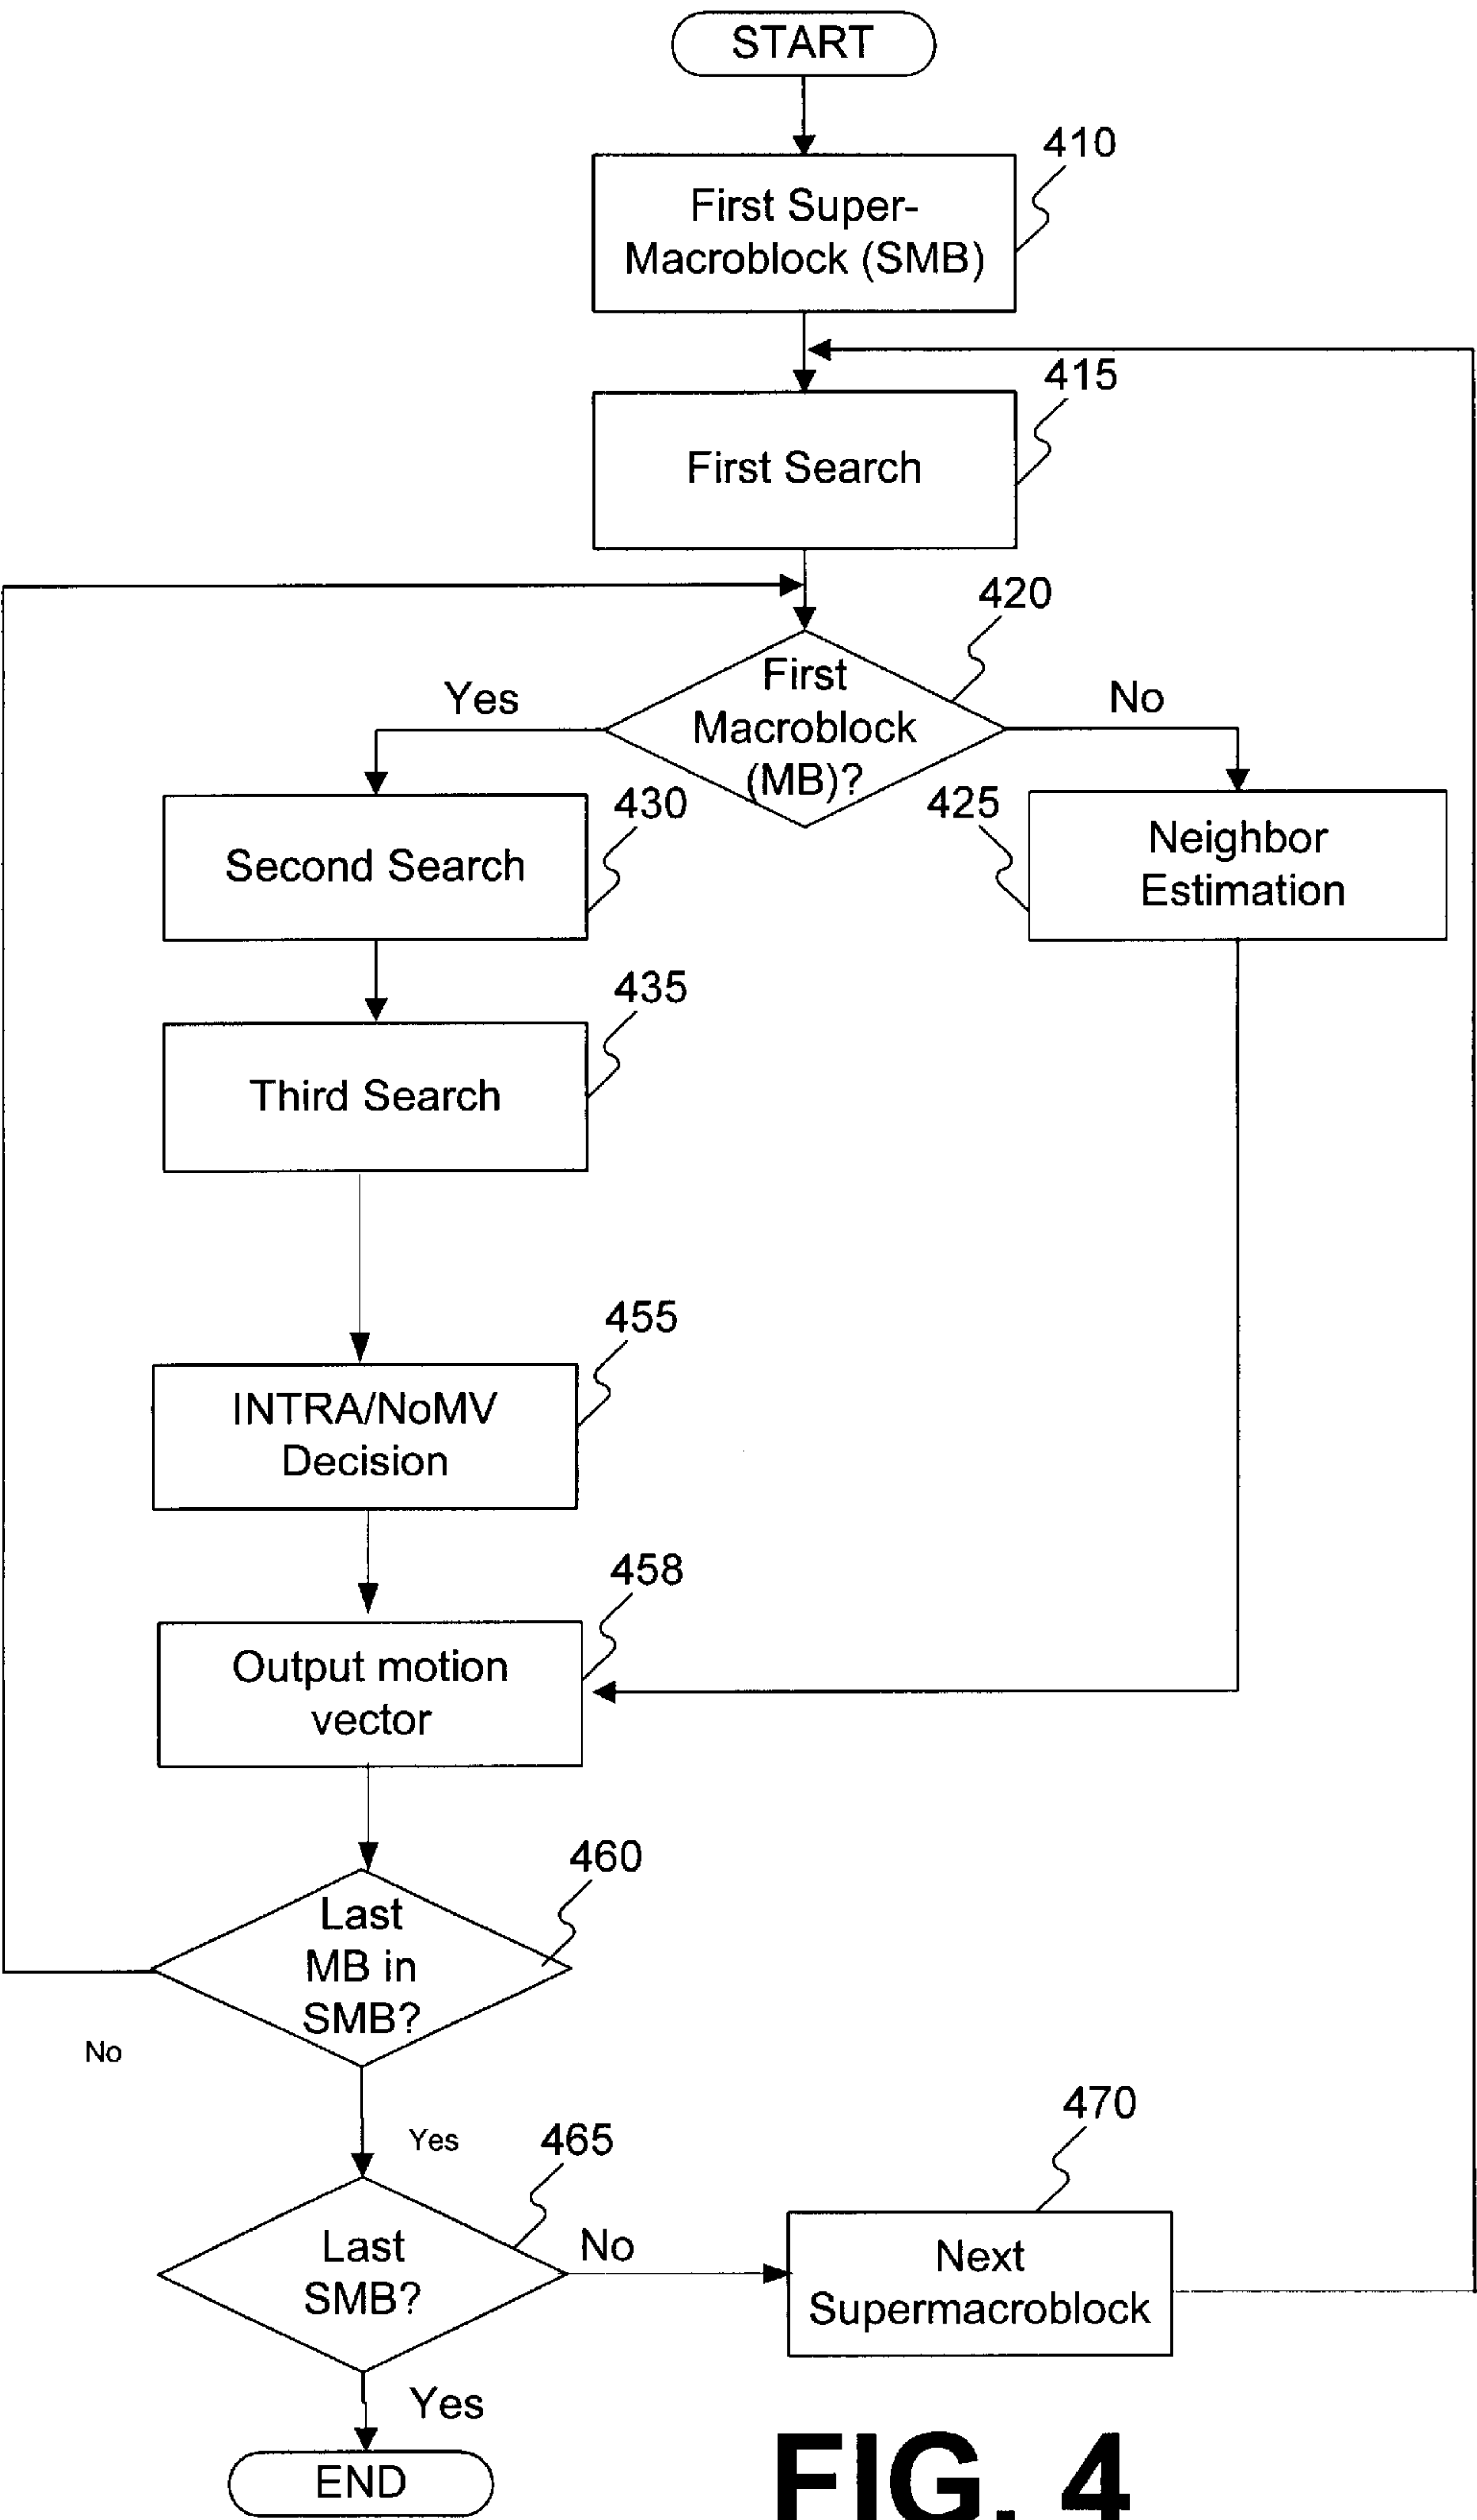 START
410
First Super-
Macroblock (SMB)
415
First Search
420
First
Macroblock
(MB)?
Yes
No
430
Second Search
425
Neighbor
Estimation
435
Third Search
455
INTRA/NoMV
Decision
458
Output motion
vector
460
Last
MB in
SMB?
No
Yes
465
Last
SMB?
No
470
Next
Supermacroblock
Yes
END
FIG. 4